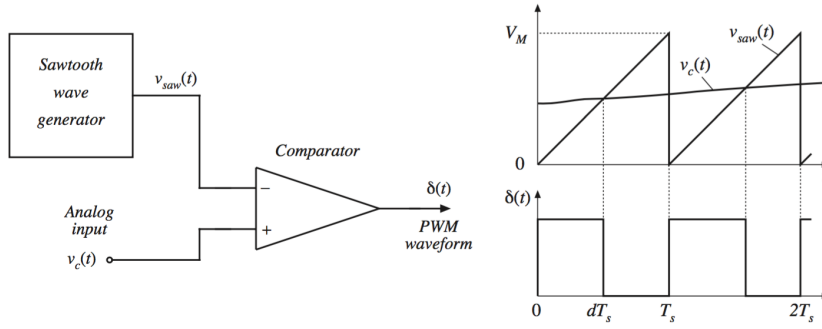 Sawtooth
wave
generator
v_saw(t)
Analog
input
v_c(t)
Comparator
−
+
δ(t)
PWM
waveform
V_M
v_saw(t)
v_c(t)
0
δ(t)
0
dT_s
T_s
2T_s